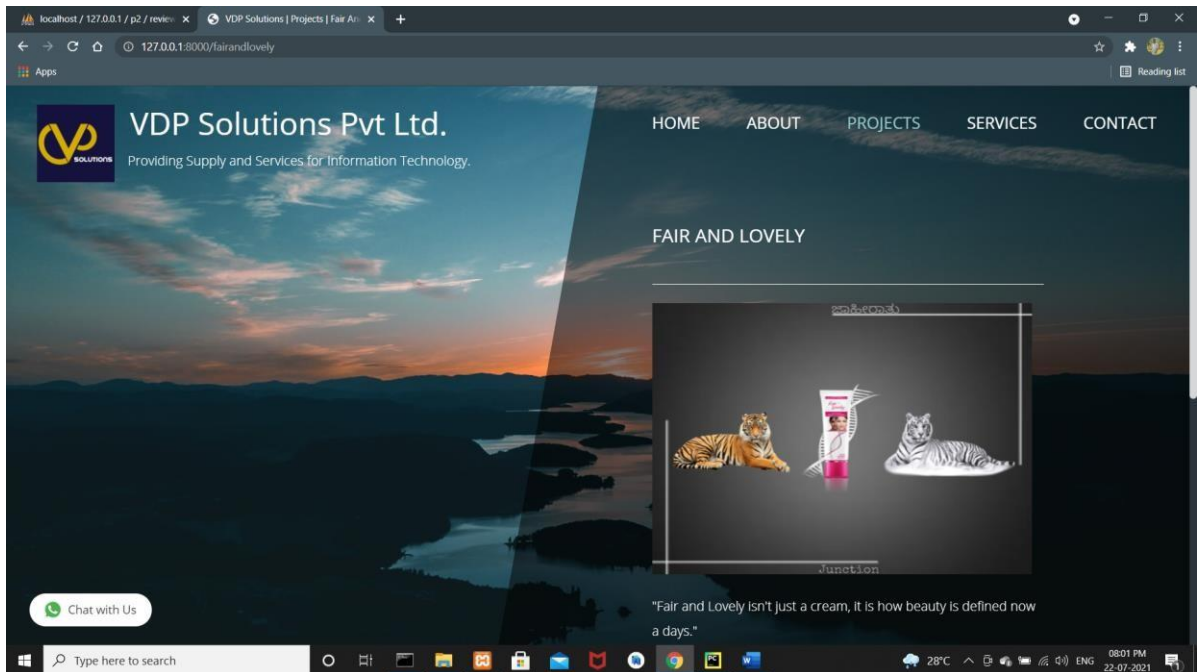 localhost / 127.0.0.1 / p2 / review
VDP Solutions | Projects | Fair An
127.0.0.1:8000/fairandlovely
Apps
Reading list
SOLUTIONS
VDP Solutions Pvt Ltd.
Providing Supply and Services for Information Technology.
HOME
ABOUT
PROJECTS
SERVICES
CONTACT
FAIR AND LOVELY
ಜಾಹೀರಾತು
Junction
"Fair and Lovely isn't just a cream, it is how beauty is defined now
a days."
Chat with Us
Type here to search
28°C
ENG
08:01 PM
22-07-2021